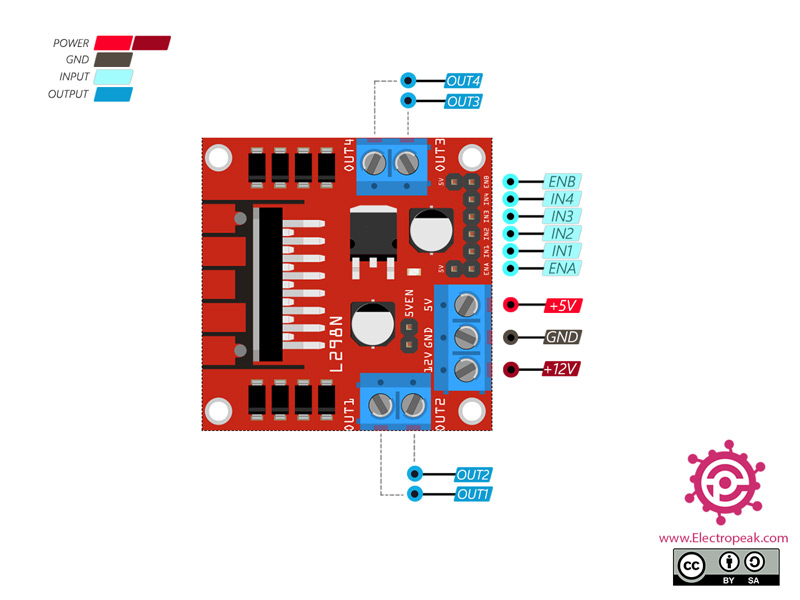 POWER
GND
INPUT
OUTPUT
OUT4
OUT3
OUT4
OUT3
5V
ENB
IN4
IN3
IN2
IN1
ENA
5V
ENB
IN4
IN3
IN2
IN1
ENA
5VEN
5V
GND
12V
+5V
GND
+12V
L298N
OUT1
OUT2
OUT2
OUT1
www.Electropeak.com
cc
BY SA